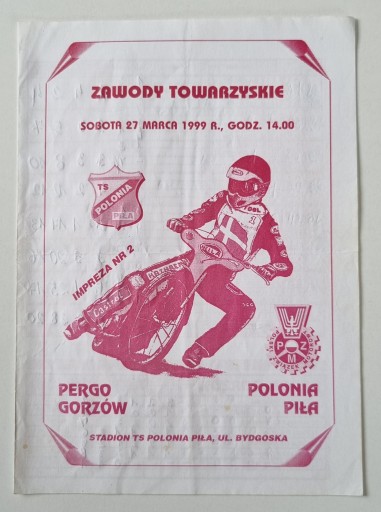 ZAWODY TOWARZYSKIE
SOBOTA 27 MARCA 1999 R., GODZ. 14.00
TS
POLONIA
PIŁA
IMPREZA NR 2
Castrol
PZM
PERGO
GORZÓW
POLONIA
PIŁA
STADION TS POLONIA PIŁA, UL. BYDGOSKA